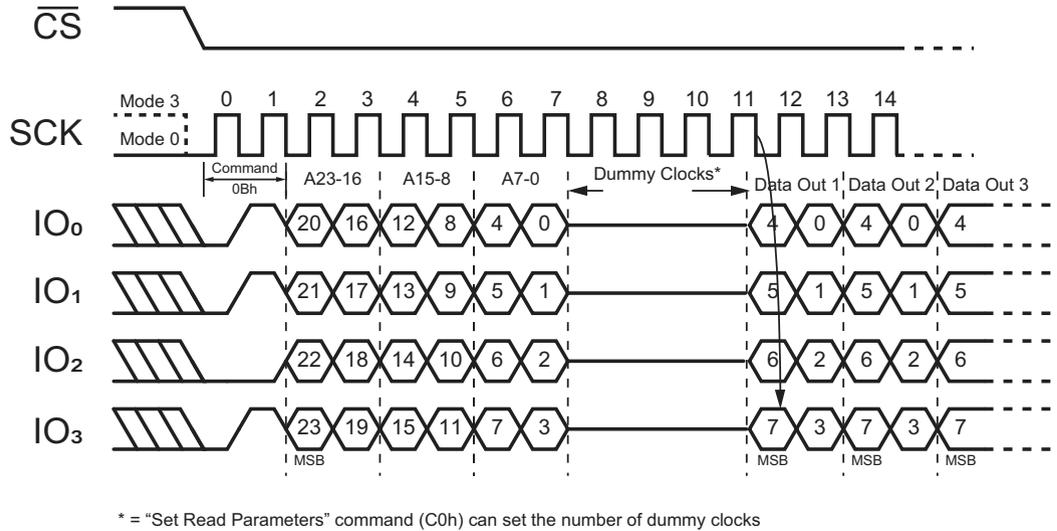 CS
Mode 3
0 1 2 3 4 5 6 7 8 9 10 11 12 13 14
SCK
Mode 0
Command
0Bh
A23-16 A15-8 A7-0 Dummy Clocks* Data Out 1 Data Out 2 Data Out 3
IO₀ 20 16 12 8 4 0 4 0 4 0 4
IO₁ 21 17 13 9 5 1 5 1 5 1 5
IO₂ 22 18 14 10 6 2 6 2 6 2 6
IO₃ 23 19 15 11 7 3 7 3 7 3 7
MSB MSB MSB MSB
* = “Set Read Parameters” command (C0h) can set the number of dummy clocks